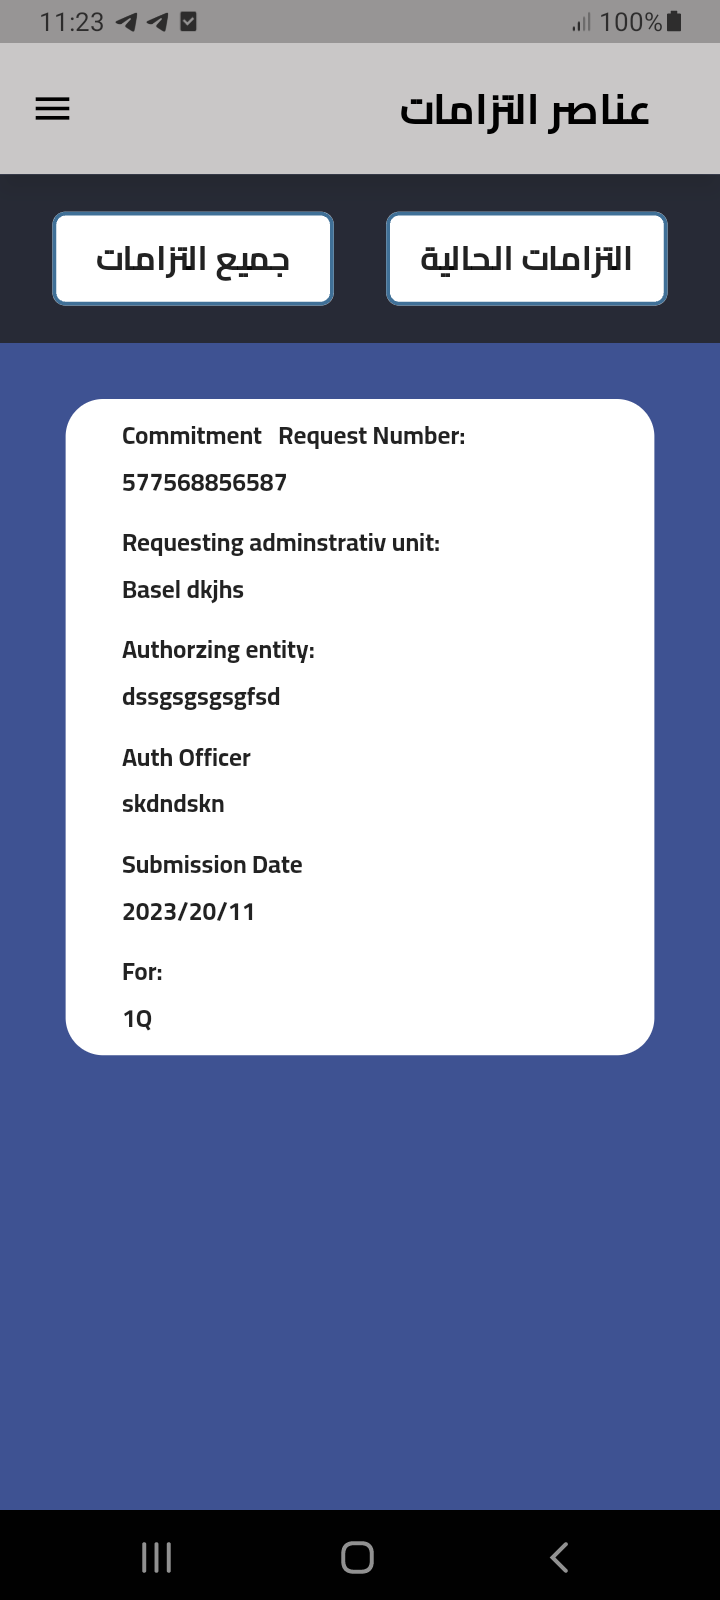 11:23
100%
عناصر التزامات
التزامات الحالية
جميع التزامات
Commitment Request Number:
577568856587
Requesting adminstrativ unit:
Basel dkjhs
Authorzing entity:
dssgsgsgsgfsd
Auth Officer
skdndskn
Submission Date
2023/20/11
For:
1Q